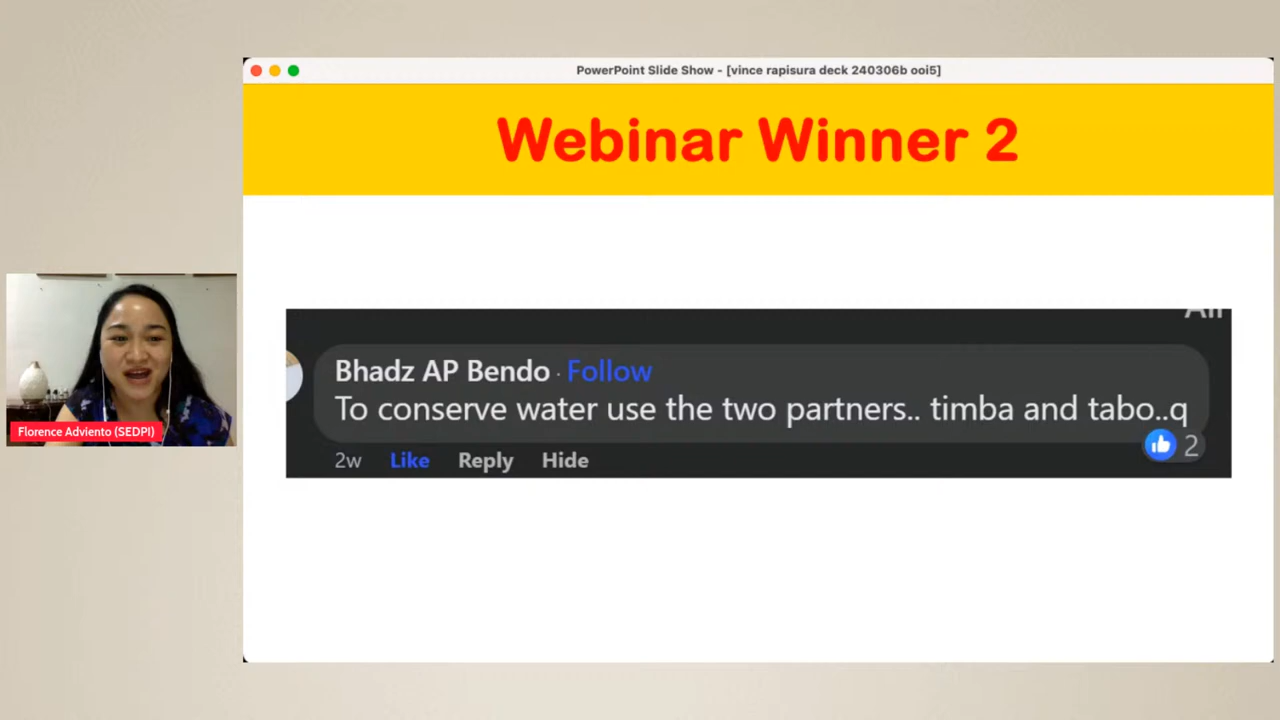 PowerPoint Slide Show - [vince rapisura deck 240306b ooi5]
Webinar Winner 2
Bhadz AP Bendo · Follow
To conserve water use the two partners.. timba and tabo..q
2
2w Like Reply Hide
Florence Adviento (SEDPI)